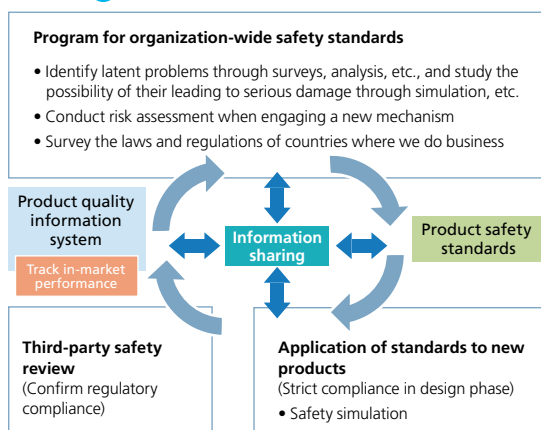 Program for organization-wide safety standards
• Identify latent problems through surveys, analysis, etc., and study the
possibility of their leading to serious damage through simulation, etc.
• Conduct risk assessment when engaging a new mechanism
• Survey the laws and regulations of countries where we do business
Product quality
information
system
Track in-market
performance
Information
sharing
Product safety
standards
Third-party safety
review
(Confirm regulatory
compliance)
Application of standards to new
products
(Strict compliance in design phase)
• Safety simulation